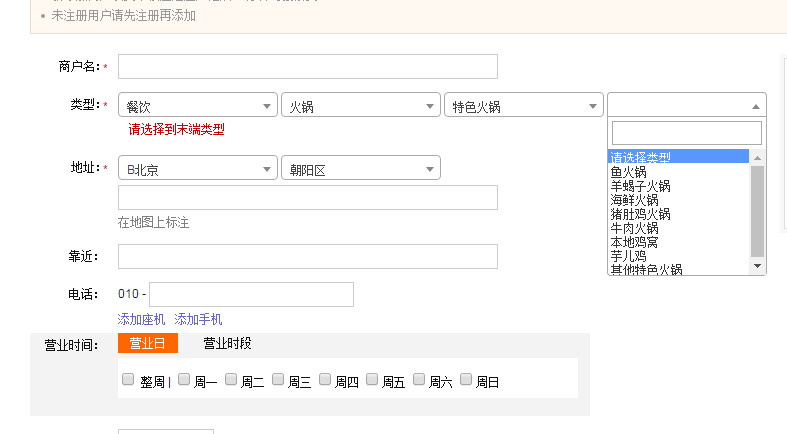 未注册用户请先注册再添加
商户名:*
类型:* 餐饮 火锅 特色火锅
请选择到末端类型
请选择类型
鱼火锅
羊蝎子火锅
海鲜火锅
猪肚鸡火锅
牛肉火锅
本地鸡窝
芋儿鸡
其他特色火锅
地址:* B北京 朝阳区
在地图上标注
靠近:
电话: 010 -
添加座机 添加手机
营业时间: 营业日 营业时段
整周 | 周一 周二 周三 周四 周五 周六 周日